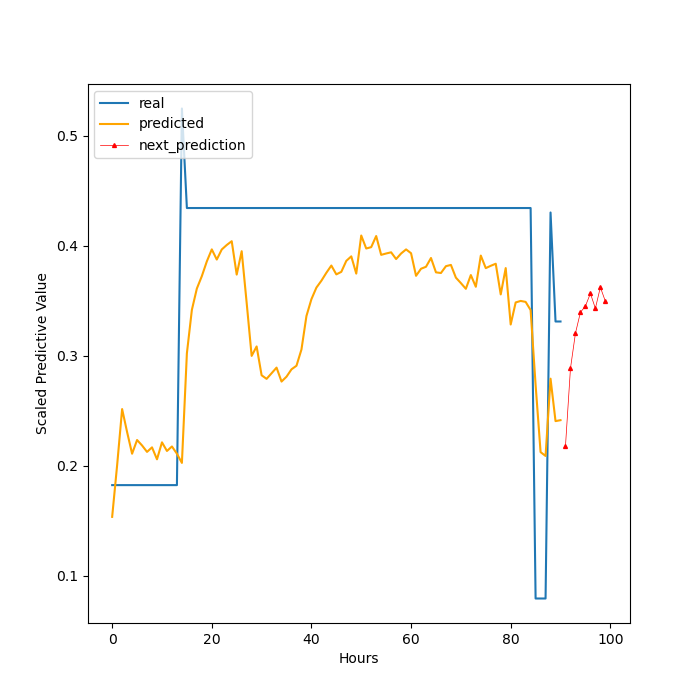 real
predicted
next_prediction
0.5
0.4
0.3
0.2
0.1
Scaled Predictive Value
0 20 40 60 80 100
Hours